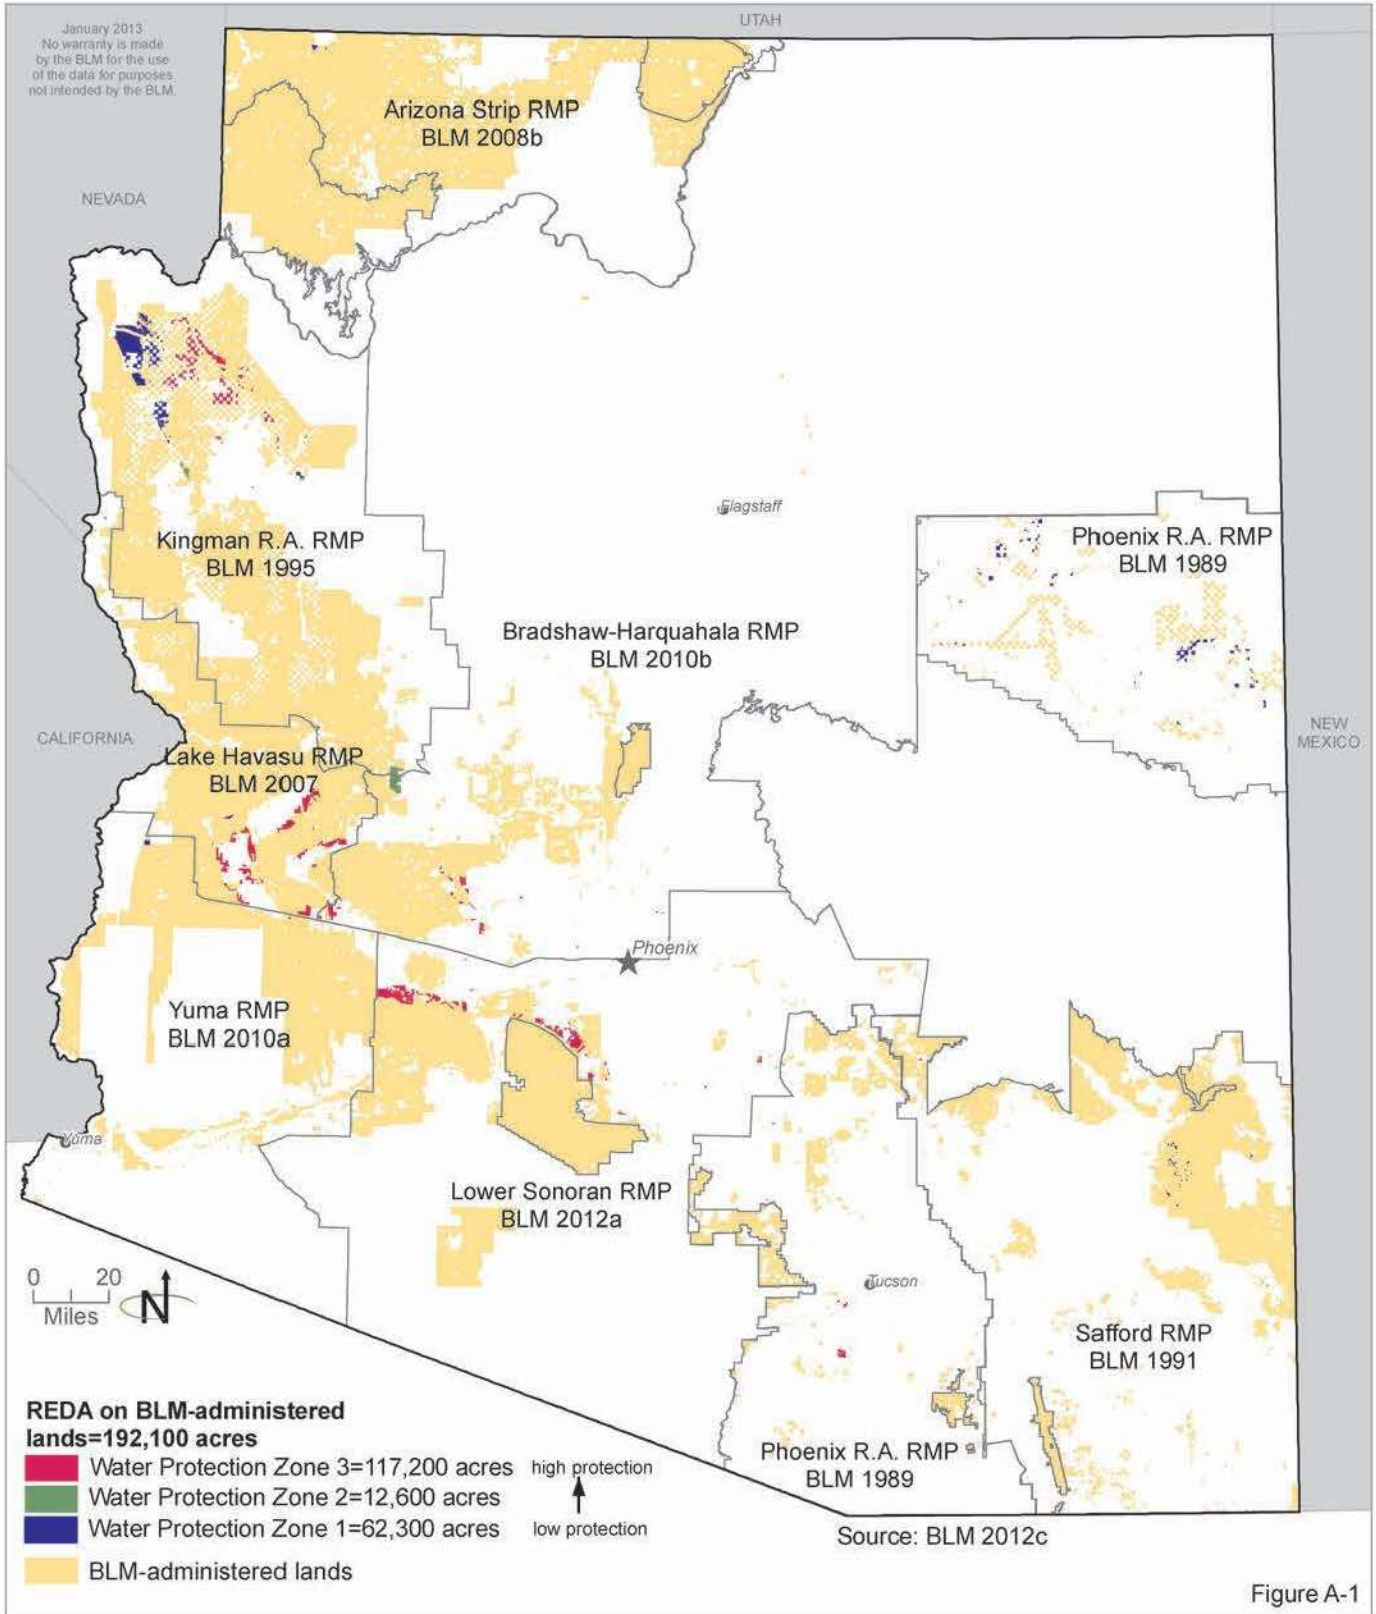 January 2013
No warranty is made
by the BLM for the use
of the data for purposes
not intended by the BLM.
UTAH
Arizona Strip RMP
BLM 2008b
NEVADA
Flagstaff
Kingman R.A. RMP
BLM 1995
Phoenix R.A. RMP
BLM 1989
Bradshaw-Harquahala RMP
BLM 2010b
CALIFORNIA
NEW
MEXICO
Lake Havasu RMP
BLM 2007
Phoenix
Yuma RMP
BLM 2010a
Yuma
Lower Sonoran RMP
BLM 2012a
Tucson
0 20
Miles
N
Safford RMP
BLM 1991
Phoenix R.A. RMP
BLM 1989
REDA on BLM-administered
lands=192,100 acres
Water Protection Zone 3=117,200 acres high protection
Water Protection Zone 2=12,600 acres
Water Protection Zone 1=62,300 acres low protection
BLM-administered lands
Source: BLM 2012c
Figure A-1